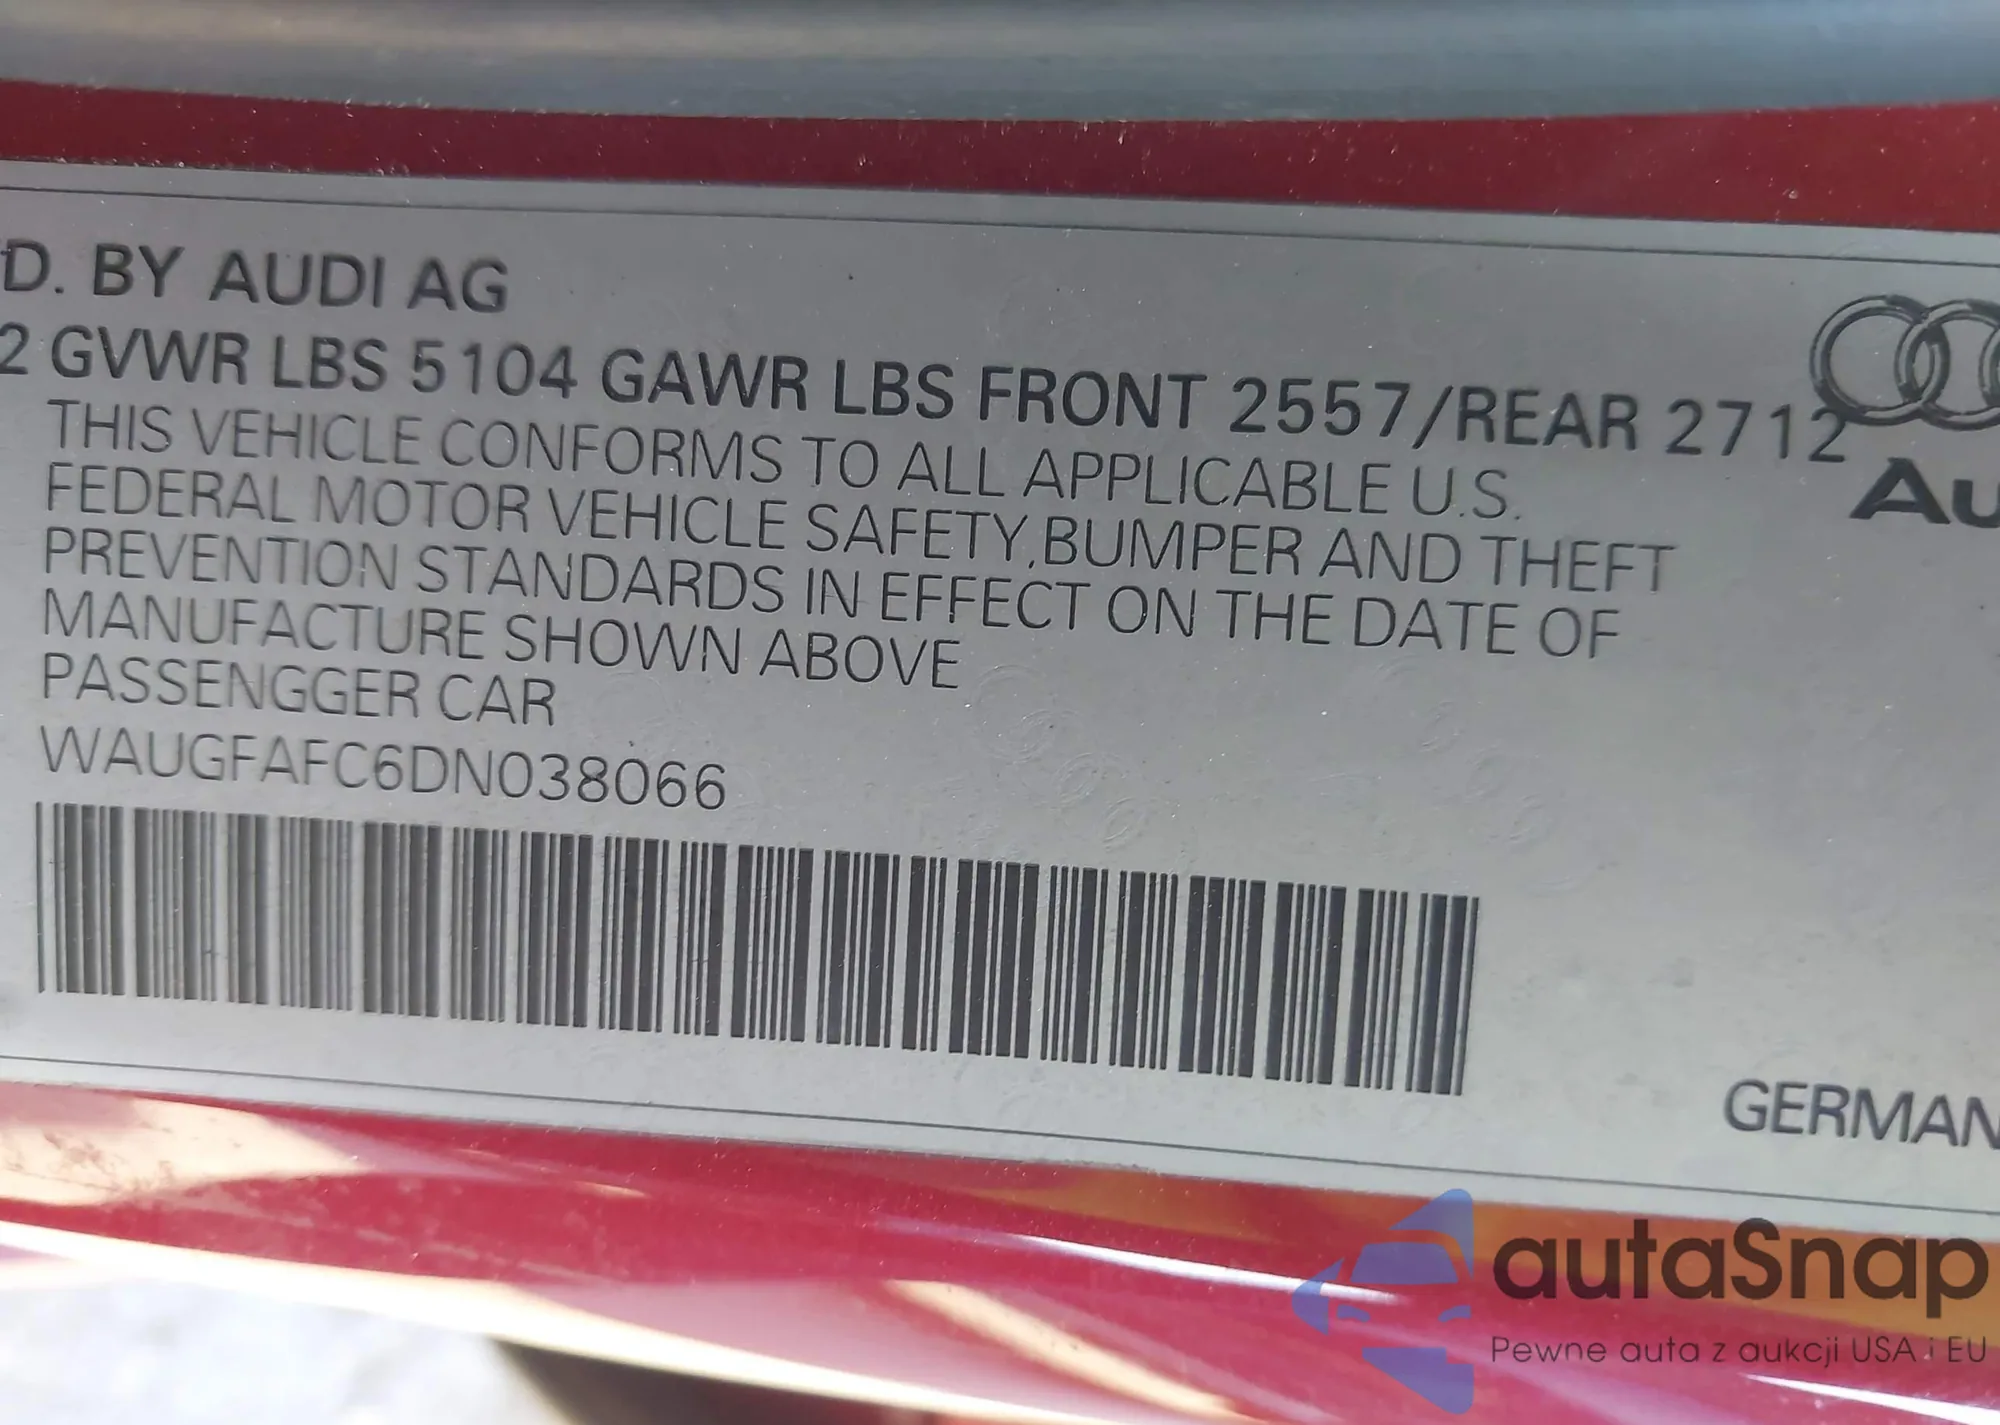 D. BY AUDI AG
2 GVWR LBS 5104 GAWR LBS FRONT 2557/REAR 2712
THIS VEHICLE CONFORMS TO ALL APPLICABLE U.S.
FEDERAL MOTOR VEHICLE SAFETY,BUMPER AND THEFT
PREVENTION STANDARDS IN EFFECT ON THE DATE OF
MANUFACTURE SHOWN ABOVE
PASSENGGER CAR
WAUGFAFC6DN038066
Au
GERMAN
autaSnap
Pewne auta z aukcji USA i EU